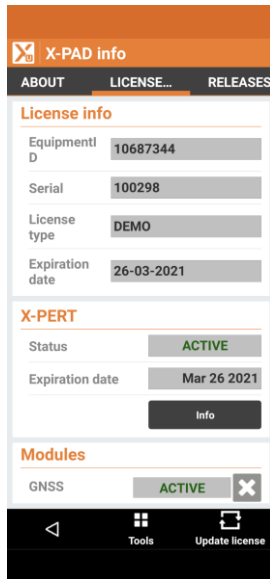 X-PAD info
ABOUT LICENSE... RELEASES
License info
EquipmentI
D
10687344
Serial 100298
License
type
DEMO
Expiration
date
26-03-2021
X-PERT
Status ACTIVE
Expiration date Mar 26 2021
Info
Modules
GNSS ACTIVE
Tools Update license